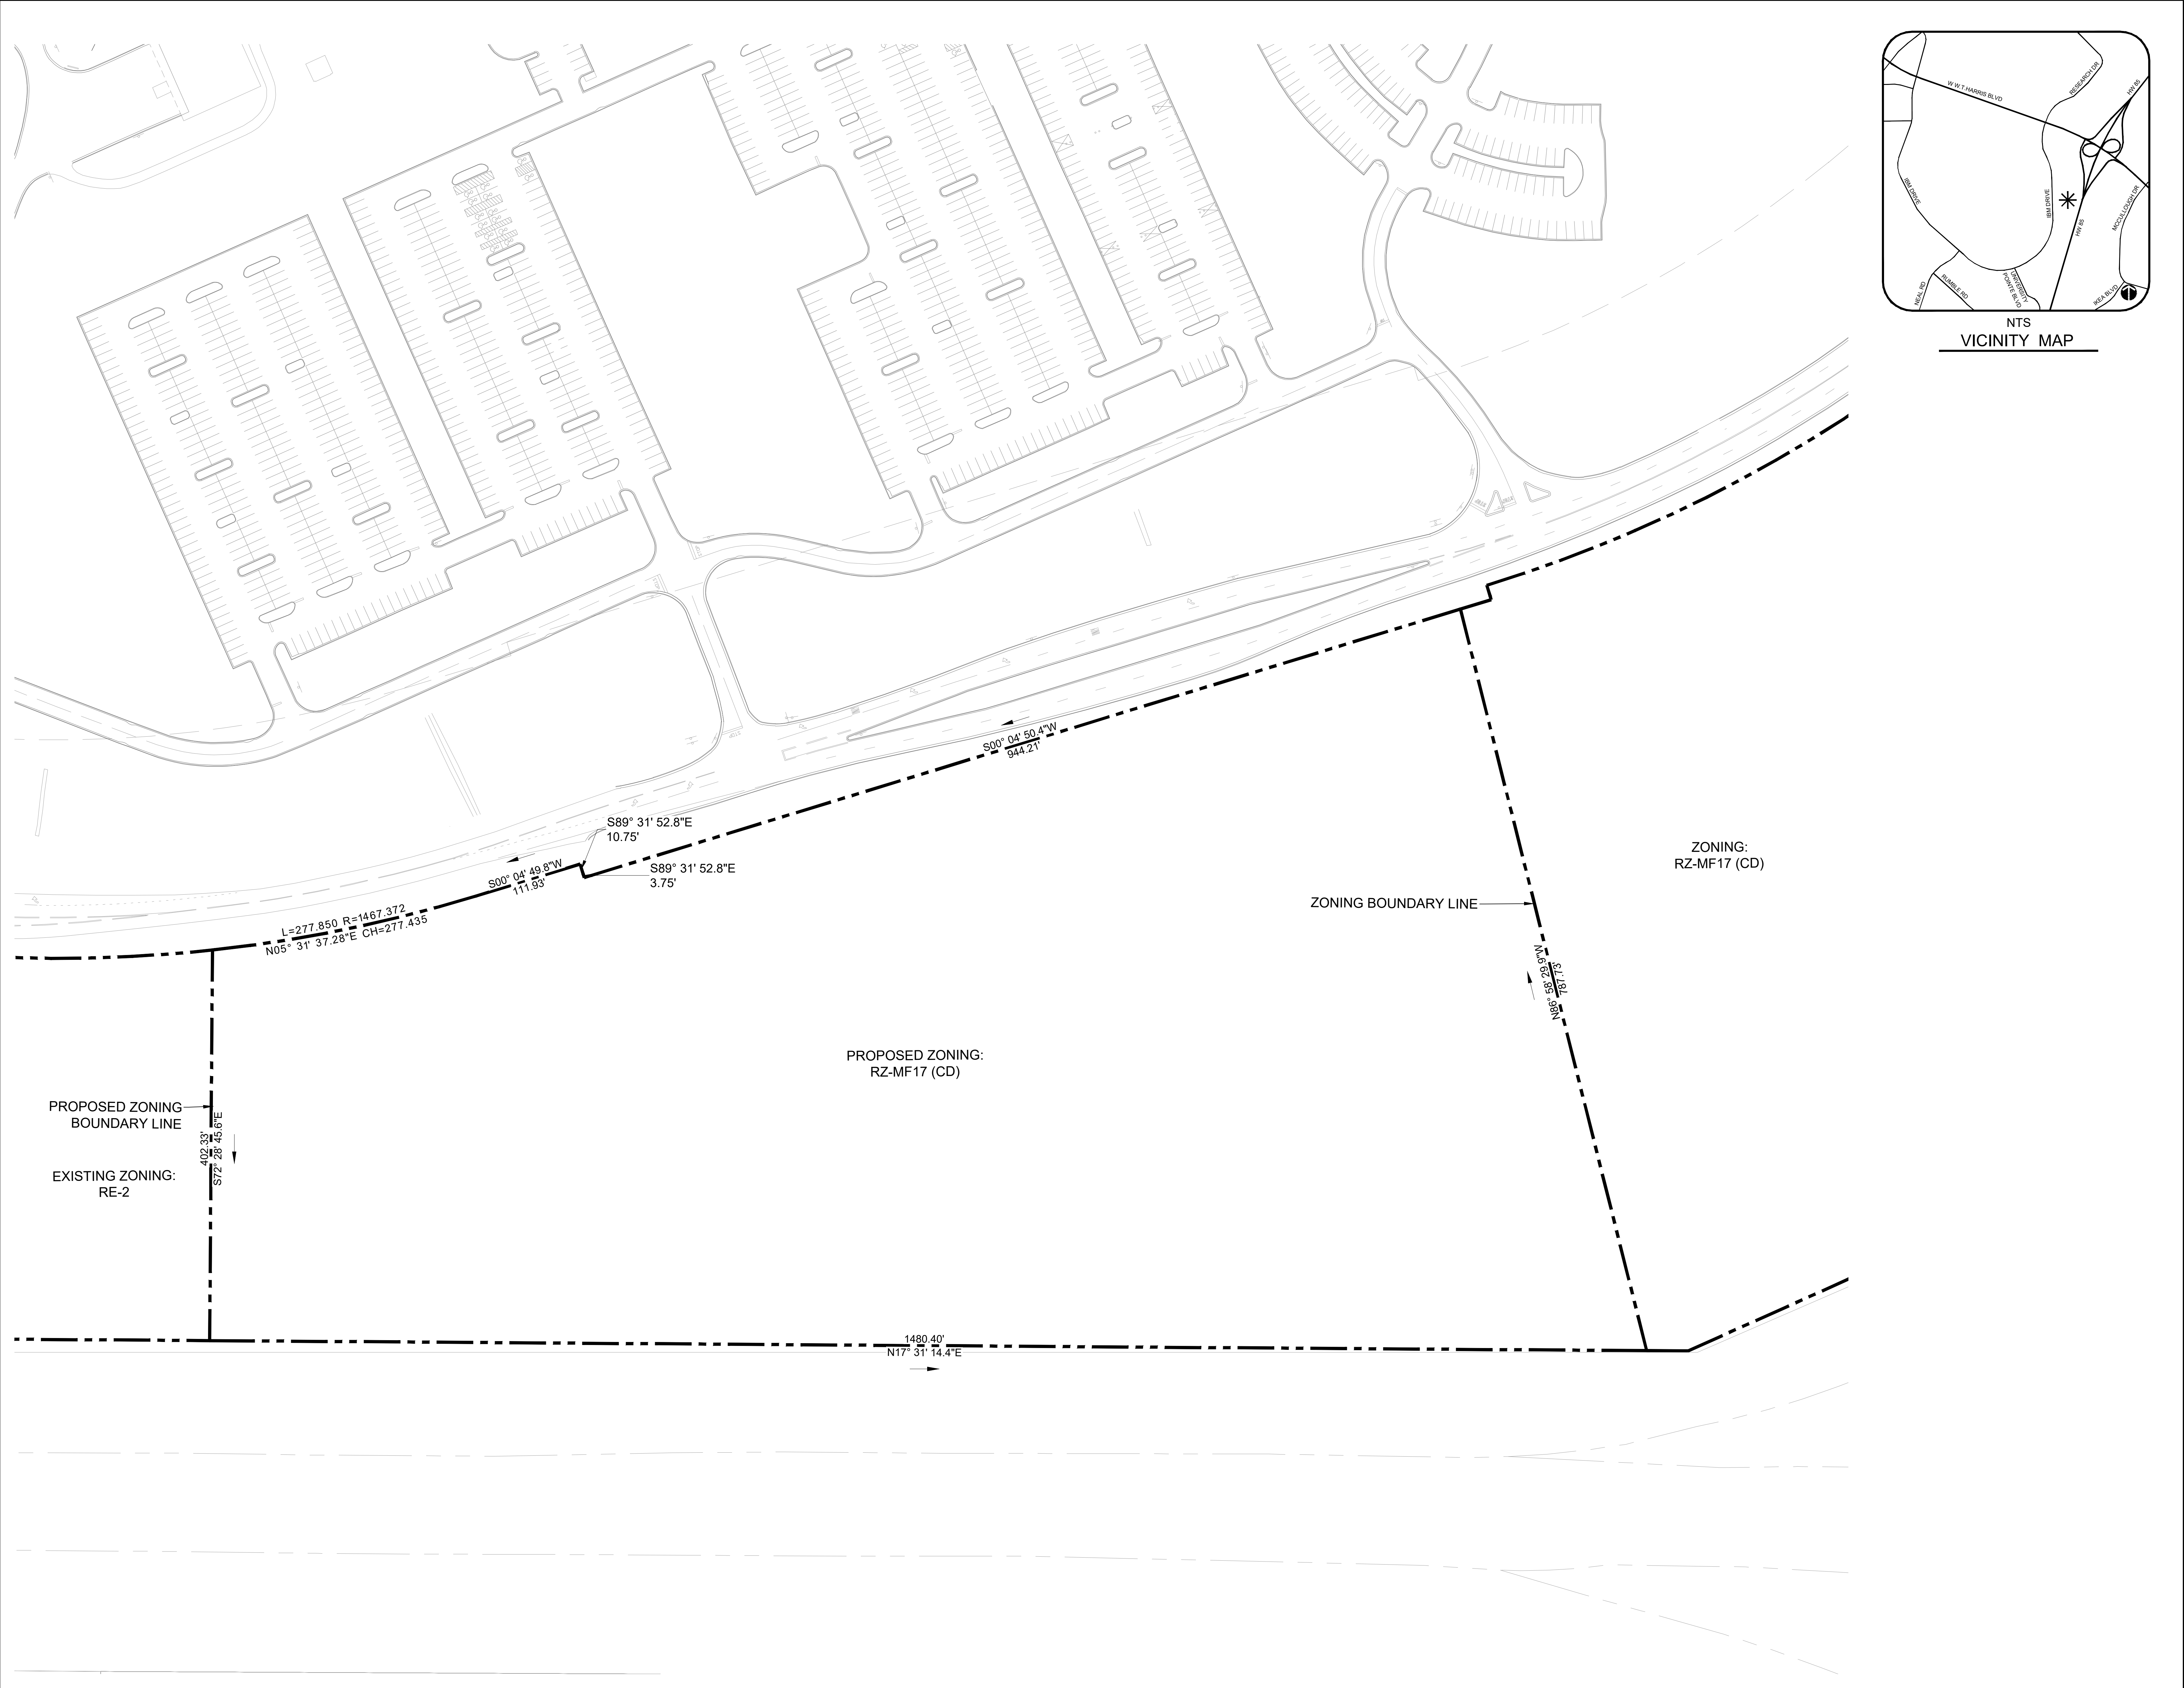 W W.T.HARRIS BLVD
RESEARCH DR
HW 85
IBM DRIVE
IBM DRIVE
MCCULLOUGH DR
HW 85
NEAL RD
RUMBLE RD
UNIVERSITY
POINTE BLVD
IKEA BLVD
NTS
VICINITY MAP
S00° 04' 50.4"W
944.21'
S89° 31' 52.8"E
10.75'
S89° 31' 52.8"E
3.75'
S00° 04' 49.8"W
111.93'
L=277.850 R=1467.372
N05° 31' 37.28"E CH=277.435
ZONING:
RZ-MF17 (CD)
ZONING BOUNDARY LINE
N86° 58' 29.9"W
787.73'
PROPOSED ZONING:
RZ-MF17 (CD)
PROPOSED ZONING
BOUNDARY LINE
402.33'
S72° 28' 45.6"E
EXISTING ZONING:
RE-2
1480.40'
N17° 31' 14.4"E